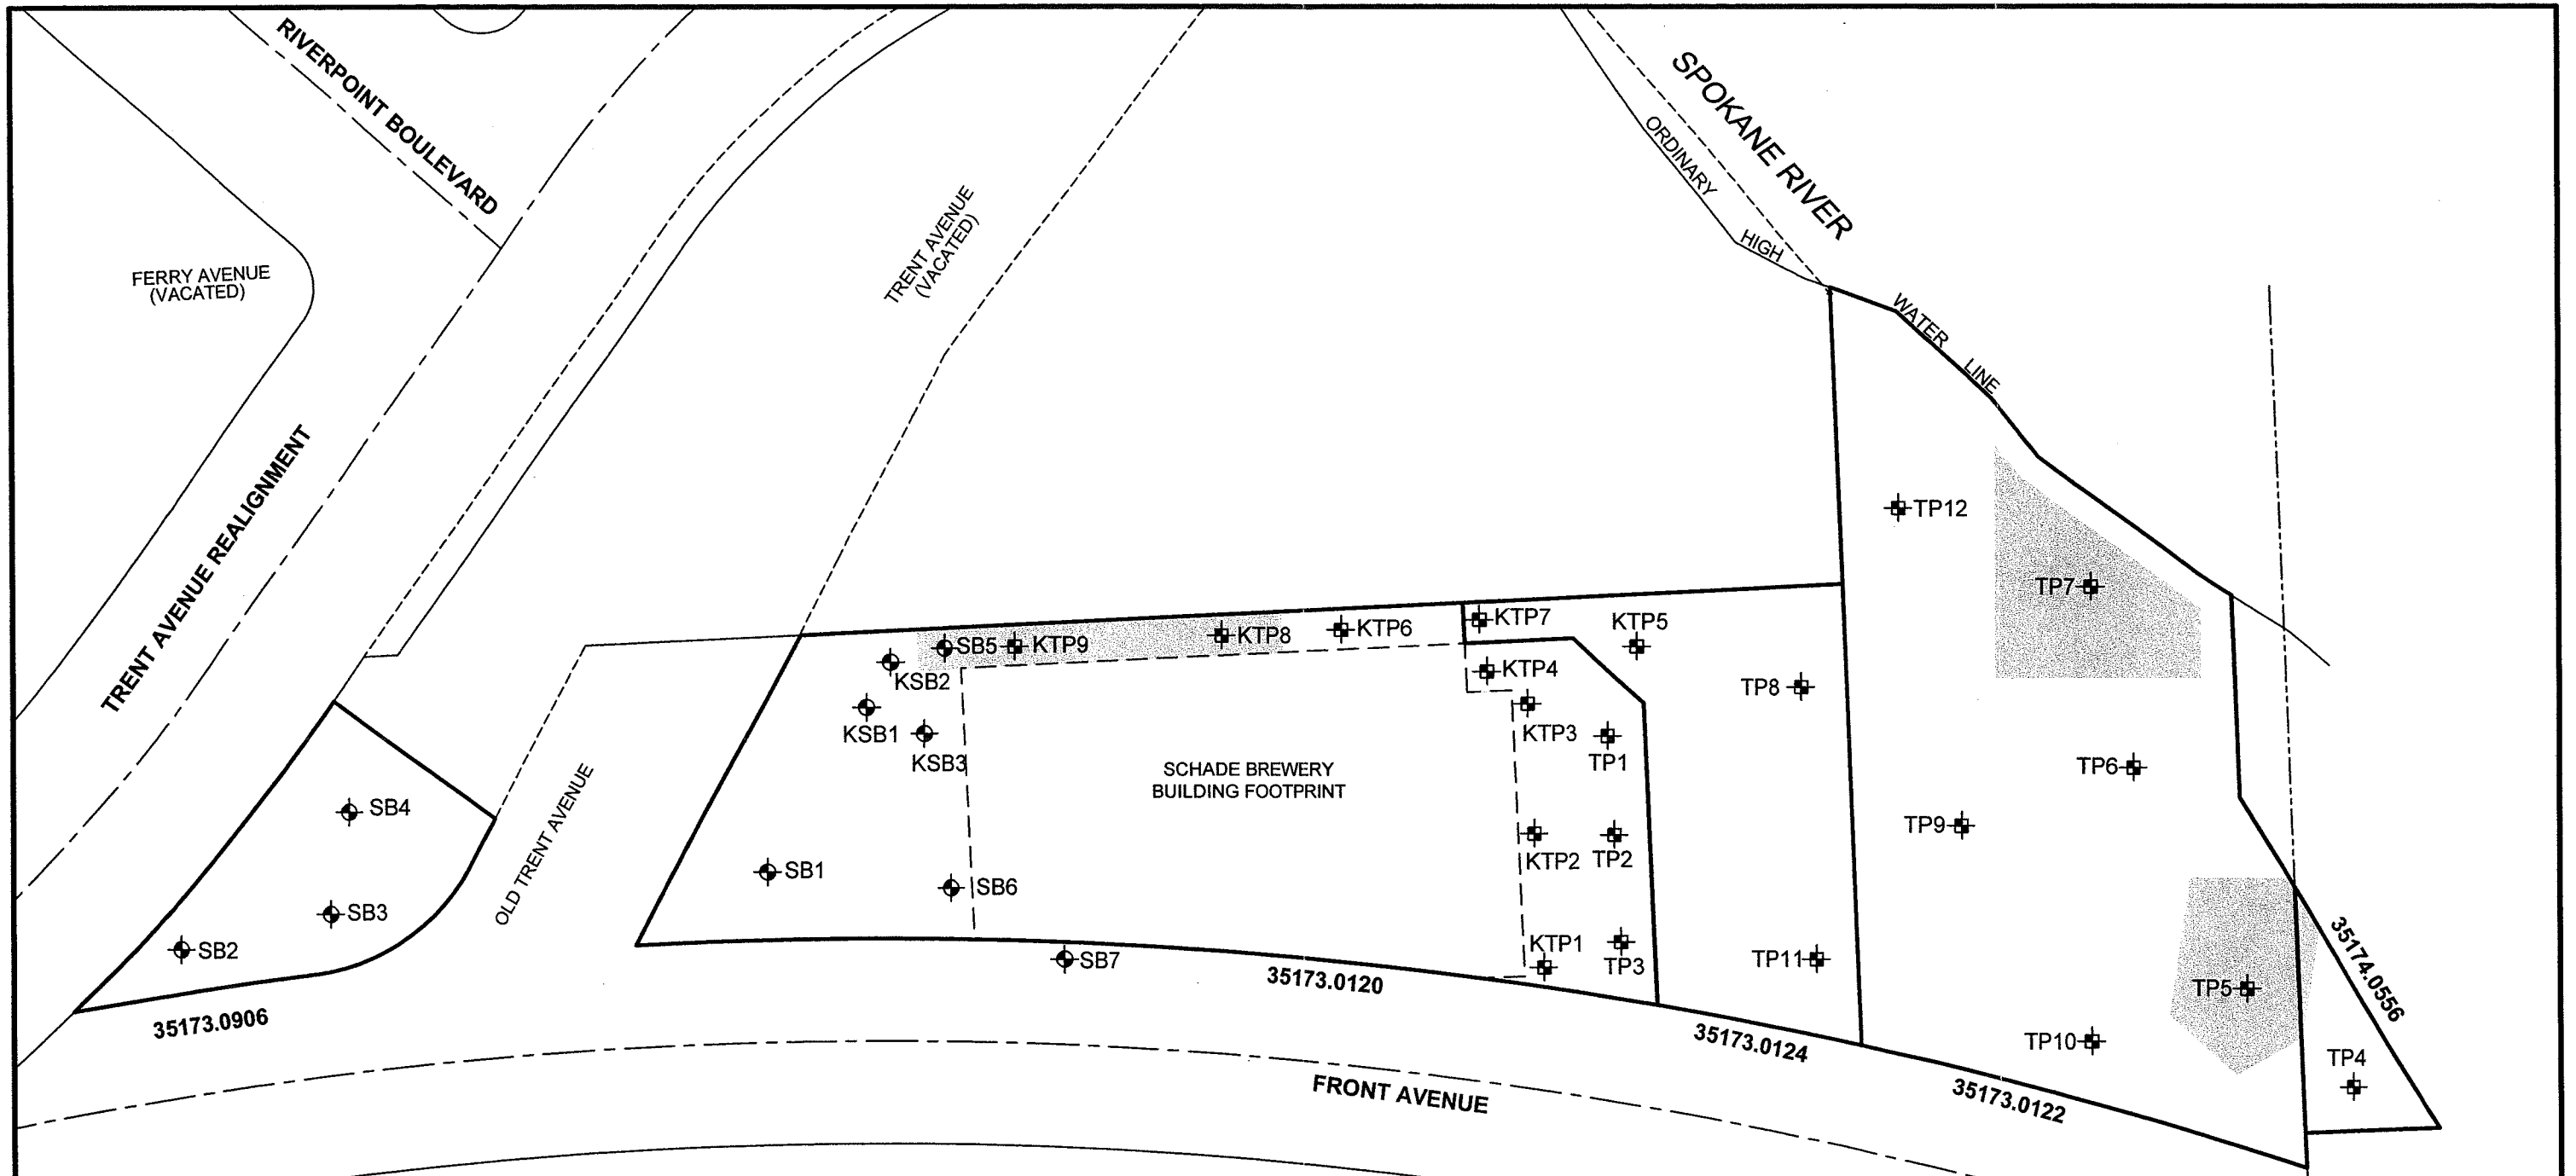 RIVERPOINT BOULEVARD
SPOKANE RIVER
ORDINARY
HIGH
WATER
LINE
FERRY AVENUE
(VACATED)
TRENT AVENUE
(VACATED)
TRENT AVENUE REALIGNMENT
OLD TRENT AVENUE
TP12
TP7
KTP7
KTP5
KTP6
KTP8
KTP9
SB5
KSB2
KTP4
TP8
KSB1
KTP3
TP1
KSB3
SCHADE BREWERY
BUILDING FOOTPRINT
TP6
SB4
TP9
KTP2
TP2
SB1
SB6
SB3
SB2
SB7
KTP1
TP3
TP11
35174.0556
35173.0120
TP5
35173.0906
35173.0124
TP10
TP4
FRONT AVENUE
35173.0122